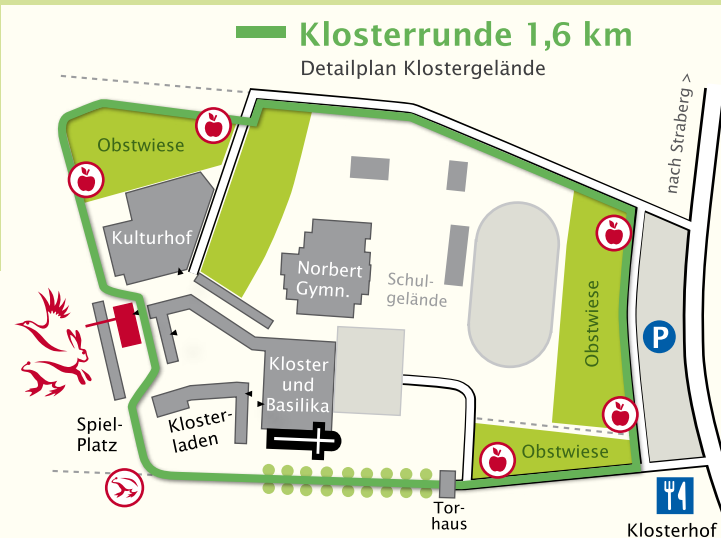 Klosterrunde 1,6 km
Detailplan Klostergelände
nach Straberg >
Obstwiese
Kulturhof
Norbert
Gymn.
Schul-
gelände
Obstwiese
P
Kloster
und
Basilika
Spiel-
Platz
Kloster-
laden
Obstwiese
Tor-
haus
Klosterhof